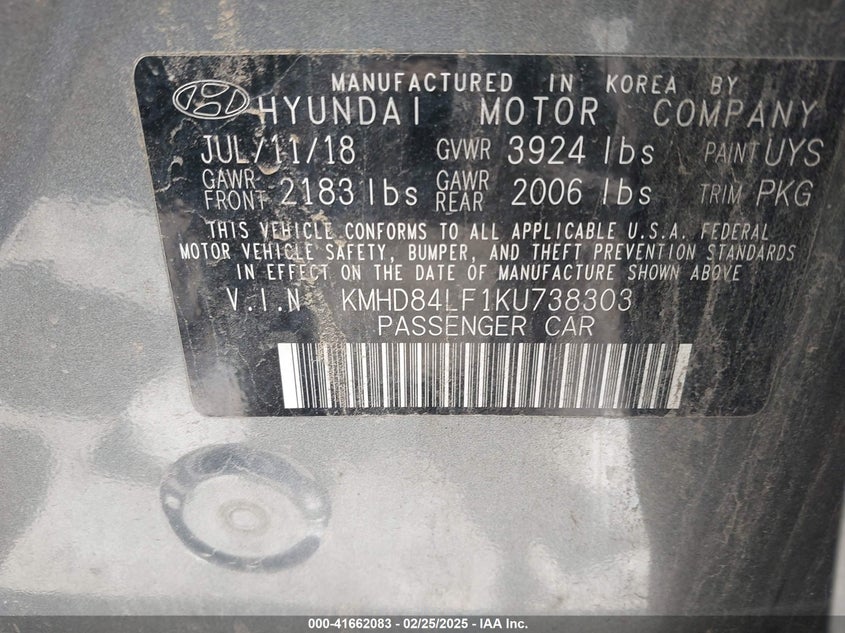 MANUFACTURED IN KOREA BY
HYUNDAI MOTOR COMPANY
JUL/11/18 GVWR 3924 lbs PAINT UYS
GAWR FRONT 2183 lbs GAWR REAR 2006 lbs TRIM PKG
THIS VEHICLE CONFORMS TO ALL APPLICABLE U.S.A. FEDERAL
MOTOR VEHICLE SAFETY, BUMPER, AND THEFT PREVENTION STANDARDS
IN EFFECT ON THE DATE OF MANUFACTURE SHOWN ABOVE
V.I.N KMHD84LF1KU738303
PASSENGER CAR
000-41662083 - 02/25/2025 - IAA Inc.